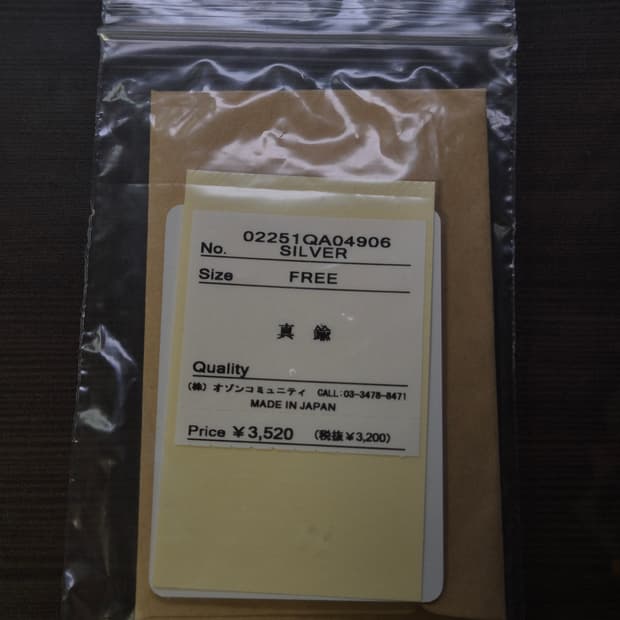 02251QA04906
No. SILVER
Size FREE
真鍮
Quality
(株) オゾンコミュニティ CALL:03-3478-8471
MADE IN JAPAN
Price ¥3,520 (税抜¥3,200)